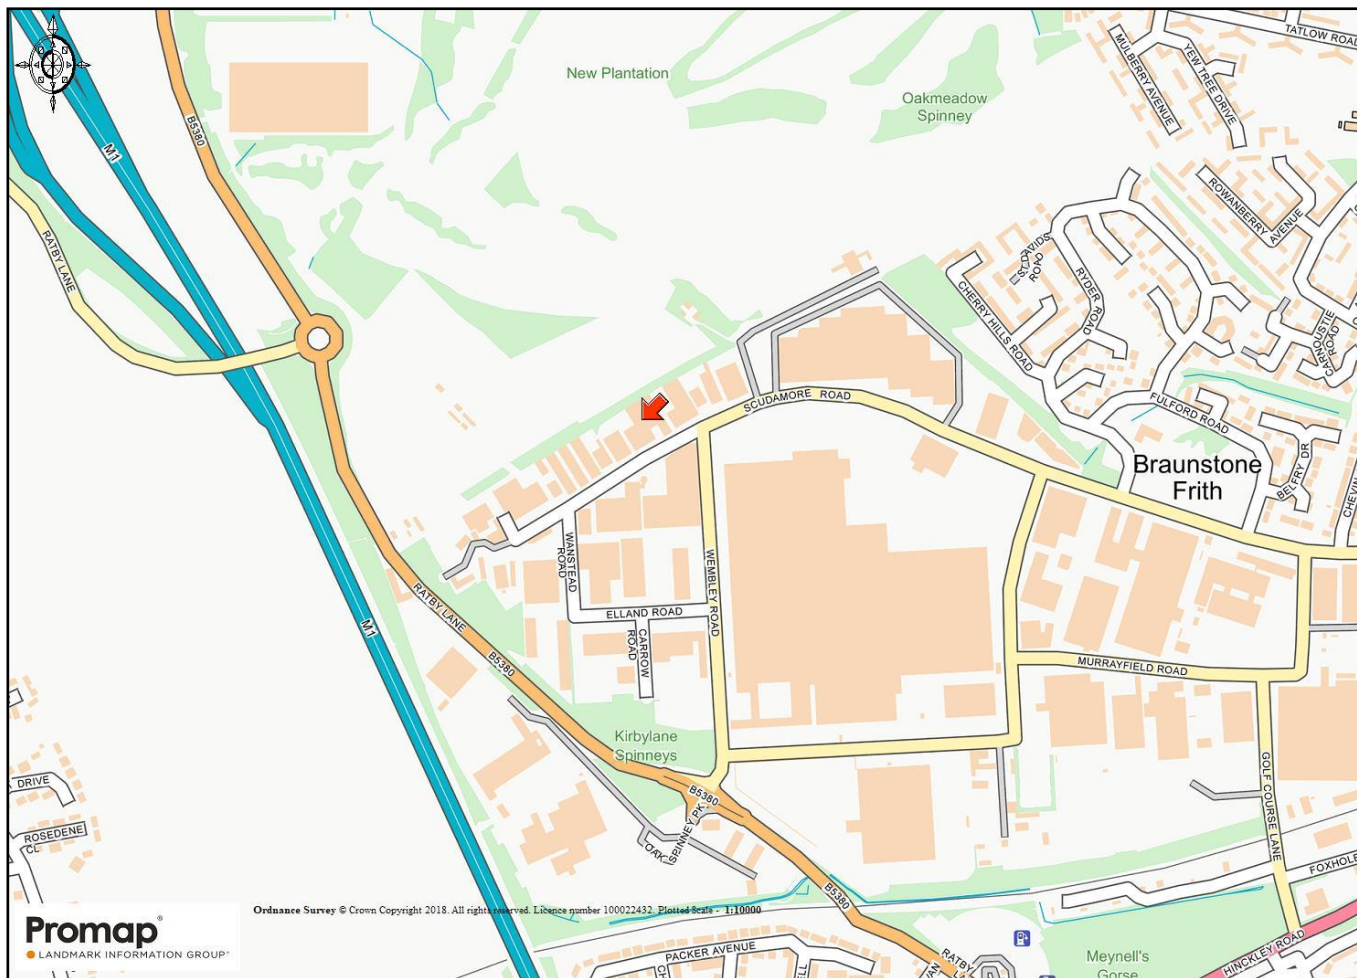 TATLOW ROAD
MULBERRY AVENUE
YEW TREE DRIVE
New Plantation
Oakmeadow
Spinney
B5380
M1
ROWANBERRY
AVENUE
RATBY LANE
ST DAVIDS
ROAD
RYDER ROAD
CHERRY HILLS ROAD
CARNOUSTIE
ROAD
SCUDAMORE ROAD
FULFORD ROAD
Braunstone
Frith
BELFRY DR
CHEVIN
WANSTEAD
ROAD
WEMBLEY ROAD
RATBY LANE
ELLAND ROAD
CARROW
ROAD
M1
B5380
MURRAYFIELD ROAD
Kirbylane
Spinneys
GOLF COURSE LANE
DRIVE
B5380
ROSEDENE
CL
OAK
SPINNEY PK
FOXHOLE
B5380
Promap®
LANDMARK INFORMATION GROUP®
Ordnance Survey © Crown Copyright 2018. All rights reserved. Licence number 100022432. Plotted Scale - 1:10000
PACKER AVENUE
RATBY
HINCKLEY ROAD
Meynell's
Gorse